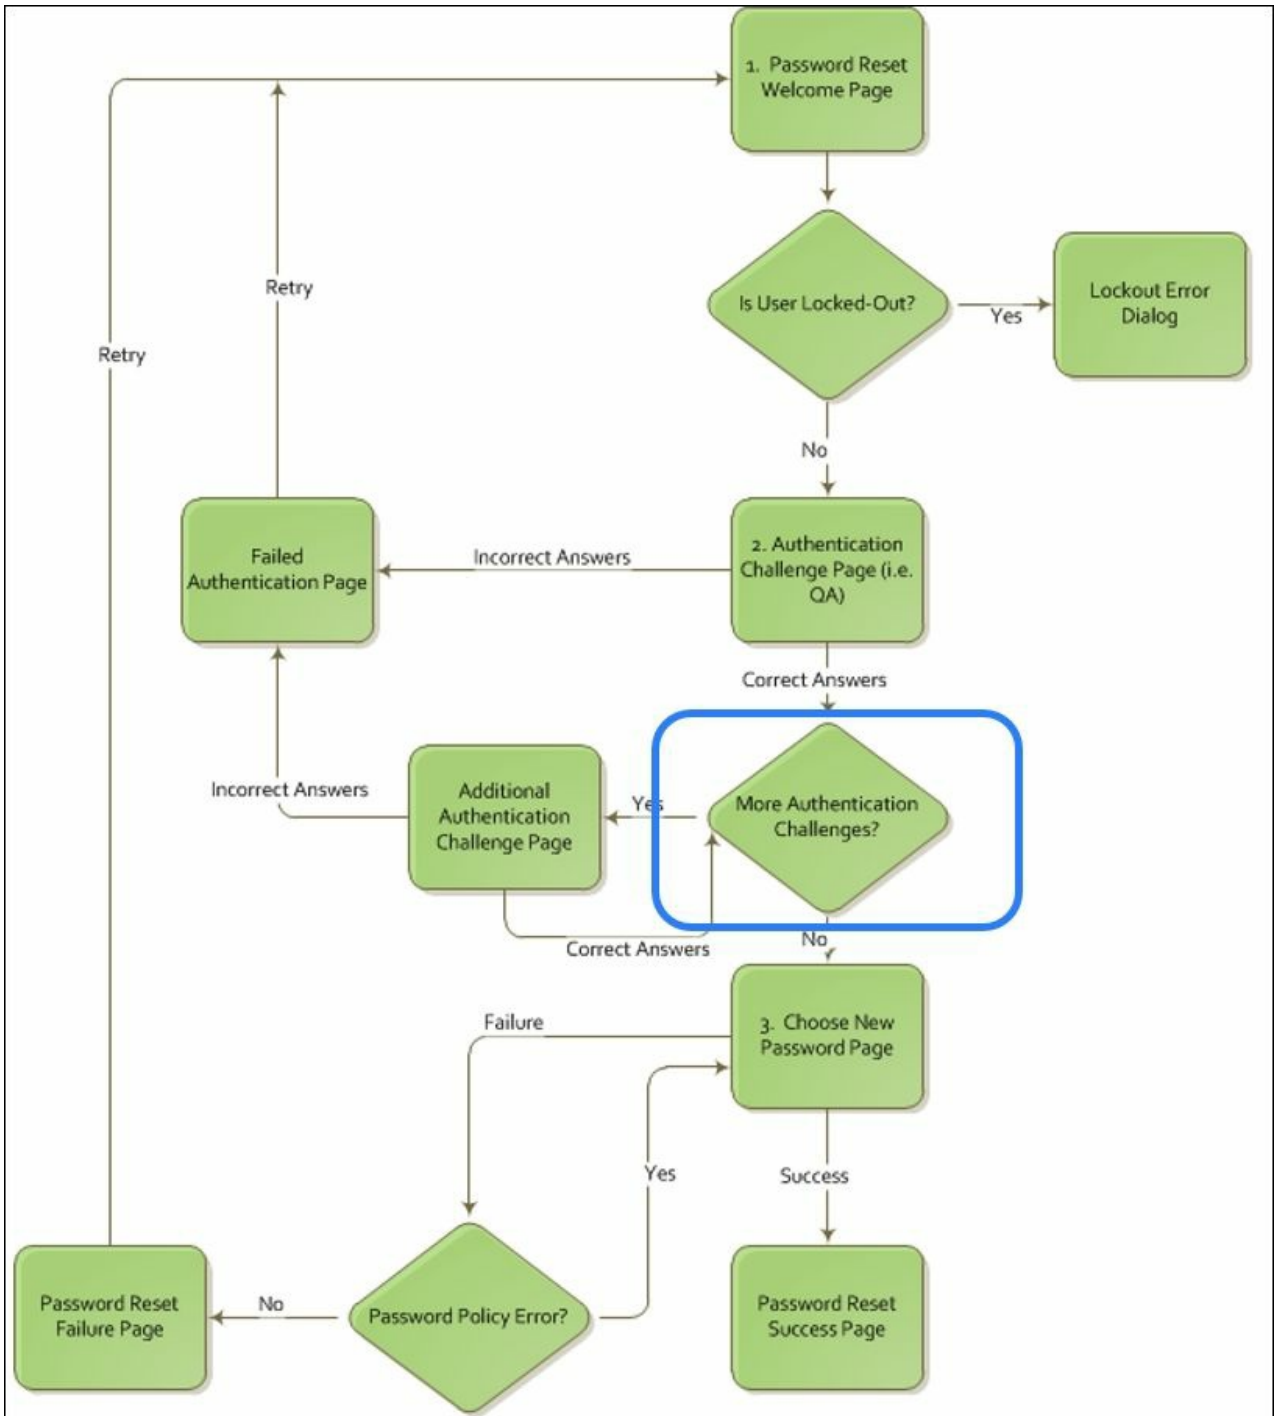 1. Password Reset
Welcome Page
Is User Locked-Out?
Yes
Lockout Error
Dialog
Retry
Retry
No
Failed
Authentication Page
Incorrect Answers
2. Authentication
Challenge Page (i.e.
QA)
Correct Answers
Incorrect Answers
Additional
Authentication
Challenge Page
Yes
More Authentication
Challenges?
Correct Answers
No
Failure
3. Choose New
Password Page
Yes
Success
Password Reset
Failure Page
No
Password Policy Error?
Password Reset
Success Page